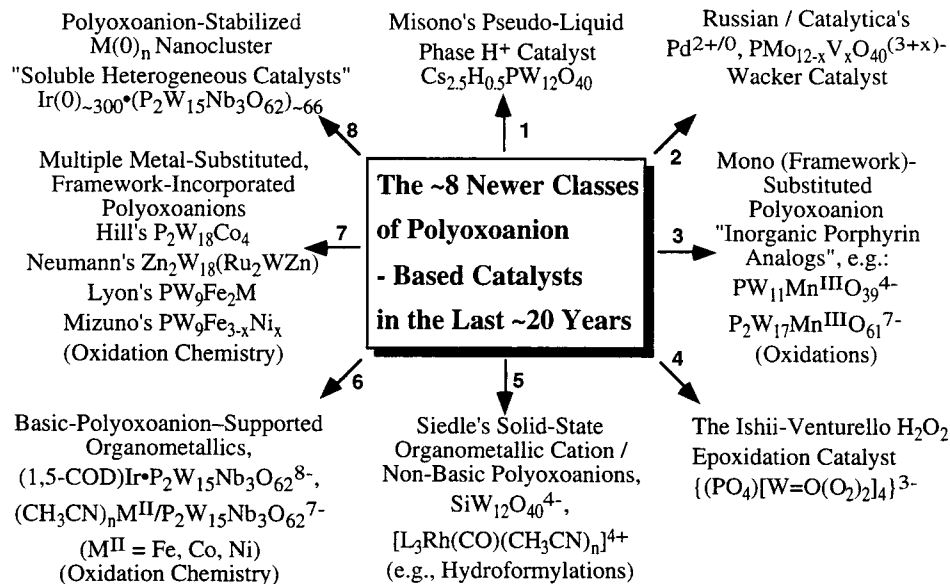 Polyoxoanion-Stabilized
M(0)n Nanocluster
"Soluble Heterogeneous Catalysts"
Ir(0)~300•(P2W15Nb3O62)~66
8
Misono's Pseudo-Liquid
Phase H+ Catalyst
Cs2.5H0.5PW12O40
1
Russian / Catalytica's
Pd2+/0, PMo12-xVxO40(3+x)-
Wacker Catalyst
2
Multiple Metal-Substituted,
Framework-Incorporated
Polyoxoanions
Hill's P2W18Co4
Neumann's Zn2W18(Ru2WZn)
Lyon's PW9Fe2M
Mizuno's PW9Fe3-xNix
(Oxidation Chemistry)
7
The ~8 Newer Classes
of Polyoxoanion
- Based Catalysts
in the Last ~20 Years
3
Mono (Framework)-
Substituted
Polyoxoanion
"Inorganic Porphyrin
Analogs", e.g.:
PW11MnIIIO394-
P2W17MnIIIO617-
(Oxidations)
6
Basic-Polyoxoanion–Supported
Organometallics,
(1,5-COD)Ir•P2W15Nb3O628-,
(CH3CN)nMII/P2W15Nb3O627-
(MII = Fe, Co, Ni)
(Oxidation Chemistry)
5
Siedle's Solid-State
Organometallic Cation /
Non-Basic Polyoxoanions,
SiW12O404-,
[L3Rh(CO)(CH3CN)n]4+
(e.g., Hydroformylations)
4
The Ishii-Venturello H2O2
Epoxidation Catalyst
{(PO4)[W=O(O2)2]4}3-